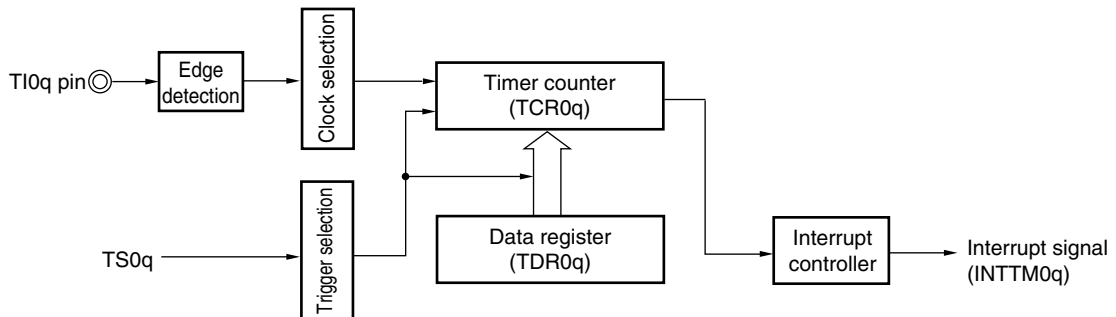 TI0q pin
Edge
detection
Clock selection
Timer counter
(TCR0q)
TS0q
Trigger selection
Data register
(TDR0q)
Interrupt
controller
Interrupt signal
(INTTM0q)